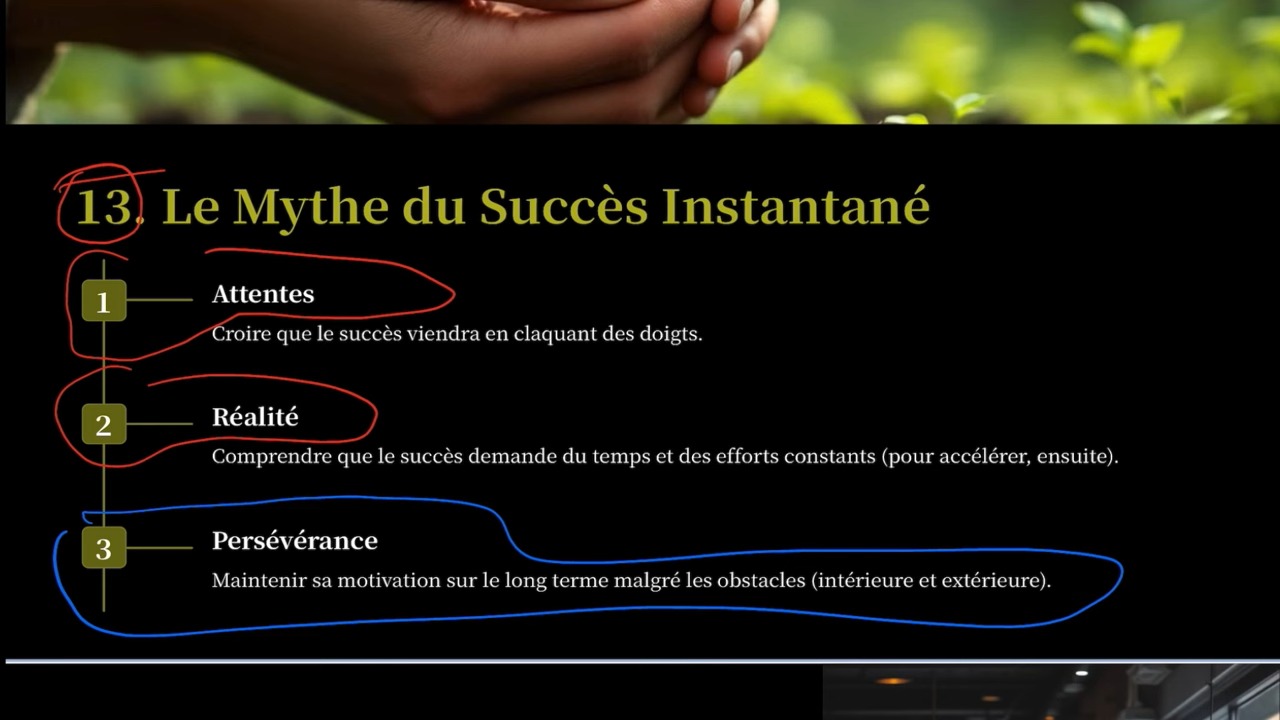 13. Le Mythe du Succès Instantané
1
Attentes
Croire que le succès viendra en claquant des doigts.
2
Réalité
Comprendre que le succès demande du temps et des efforts constants (pour accélérer, ensuite).
3
Persévérance
Maintenir sa motivation sur le long terme malgré les obstacles (intérieure et extérieure).